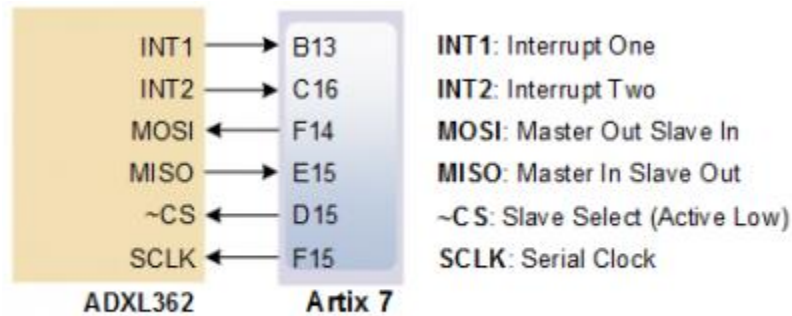 INT1 B13 INT1: Interrupt One
INT2 C16 INT2: Interrupt Two
MOSI F14 MOSI: Master Out Slave In
MISO E15 MISO: Master In Slave Out
~CS D15 ~CS: Slave Select (Active Low)
SCLK F15 SCLK: Serial Clock
ADXL362 Artix 7